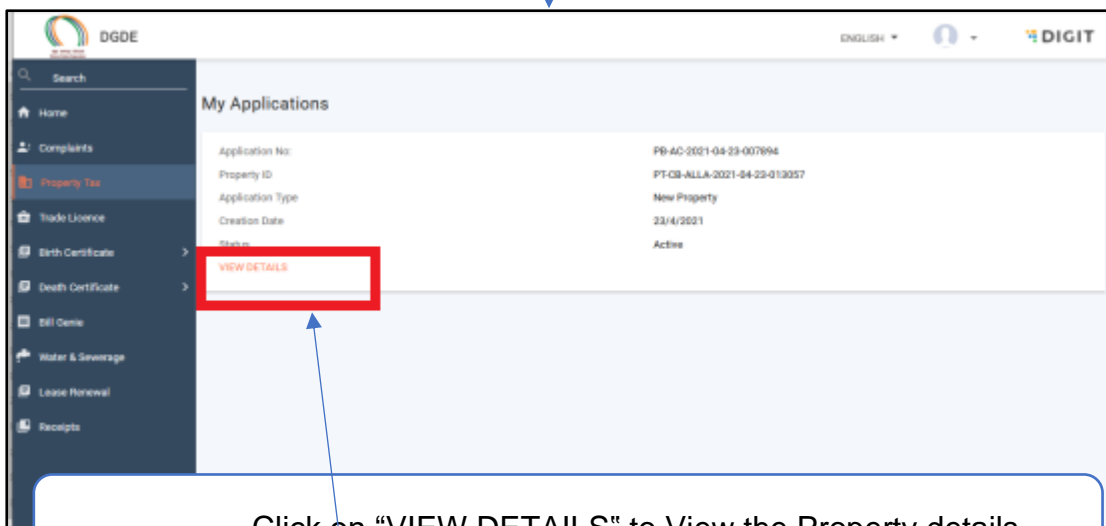 DGDE
ENGLISH
DIGIT
Search
Home
My Applications
Complaints
Application No: PB-AC-2021-04-23-007894
Property ID PT-CB-ALLA-2021-04-23-013057
Property Tax
Application Type New Property
Trade Licence
Creation Date 23/4/2021
Status Active
Birth Certificate
VIEW DETAILS
Death Certificate
Bill Genie
Water & Sewerage
Lease Renewal
Receipts
Click on “VIEW DETAILS‟ to View the Property details